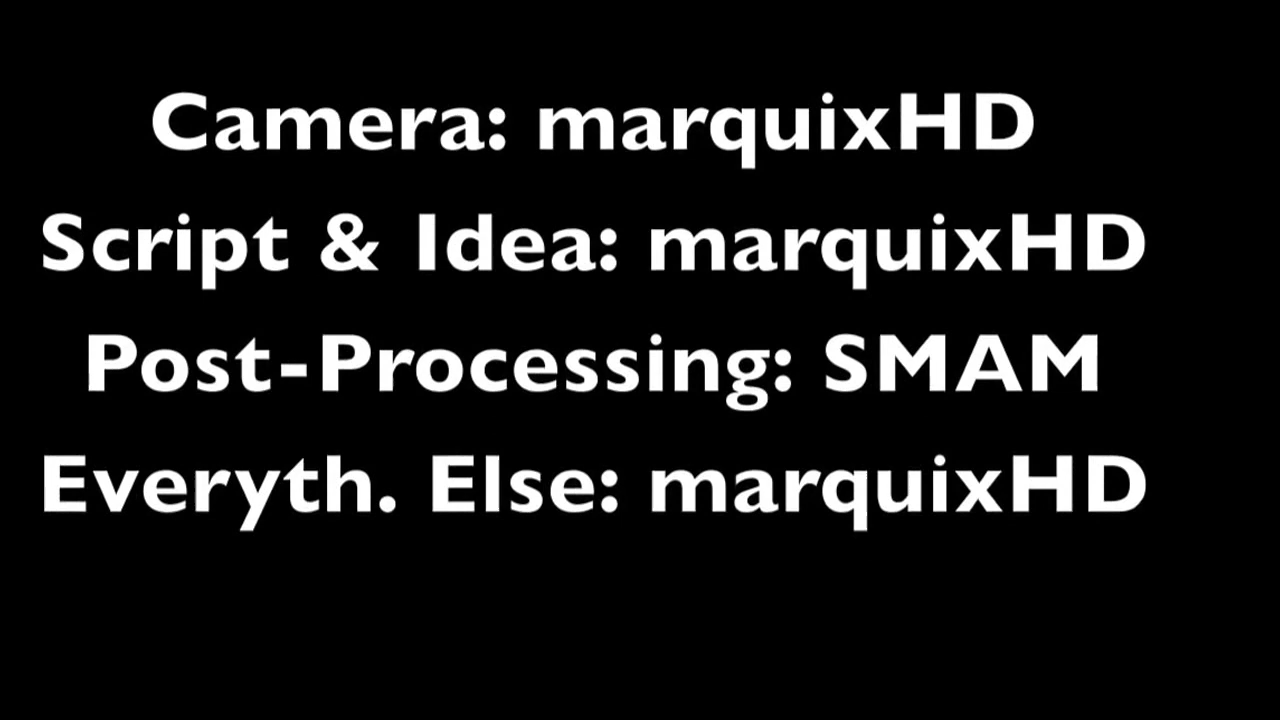 Camera: marquixHD
Script & Idea: marquixHD
Post-Processing: SMAM
Everyth. Else: marquixHD